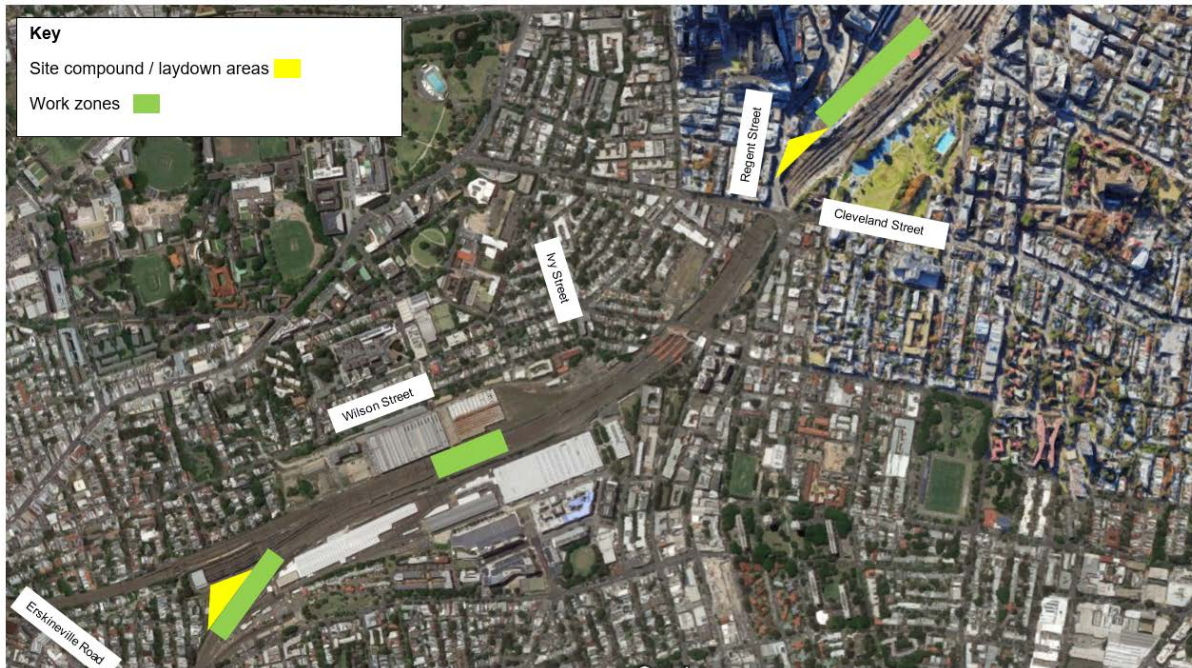 Key
Site compound / laydown areas
Work zones
Regent Street
Cleveland Street
Ivy Street
Wilson Street
Erskineville Road